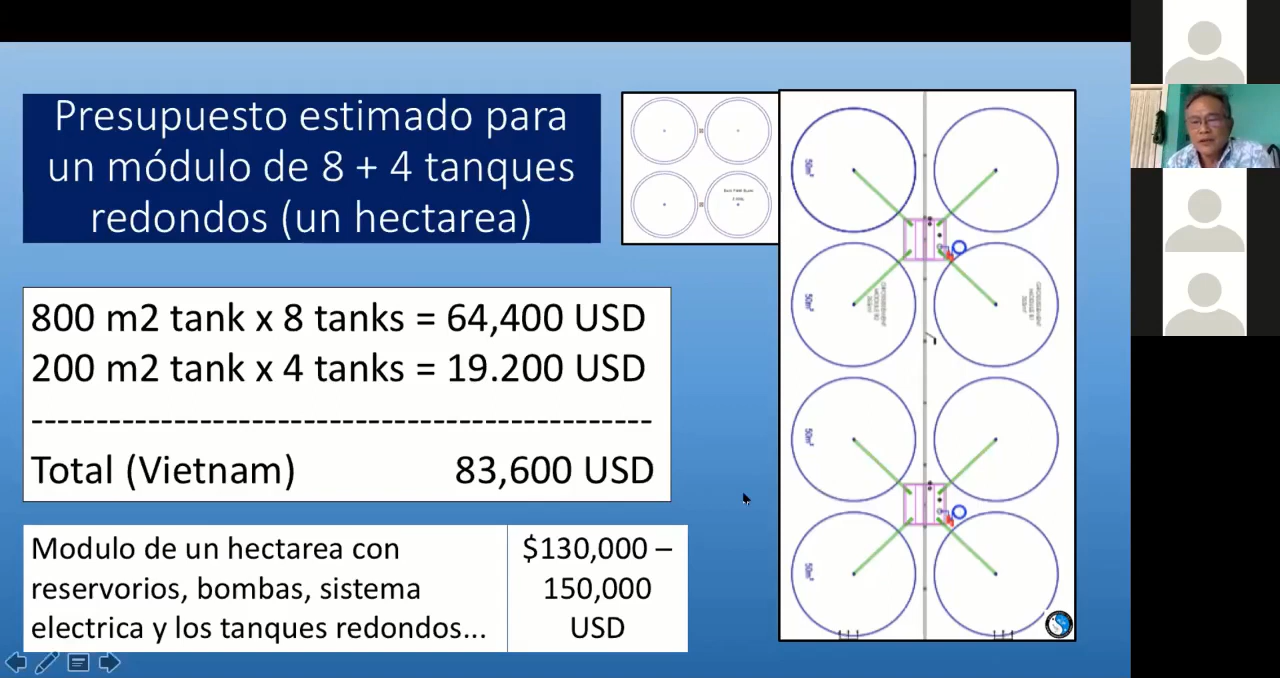 Presupuesto estimado para
un módulo de 8 + 4 tanques
redondos (un hectarea)
800 m2 tank x 8 tanks = 64,400 USD
200 m2 tank x 4 tanks = 19.200 USD
------------------------------------------------
Total (Vietnam) 83,600 USD
Modulo de un hectarea con
reservorios, bombas, sistema
electrica y los tanques redondos...
$130,000 –
150,000
USD